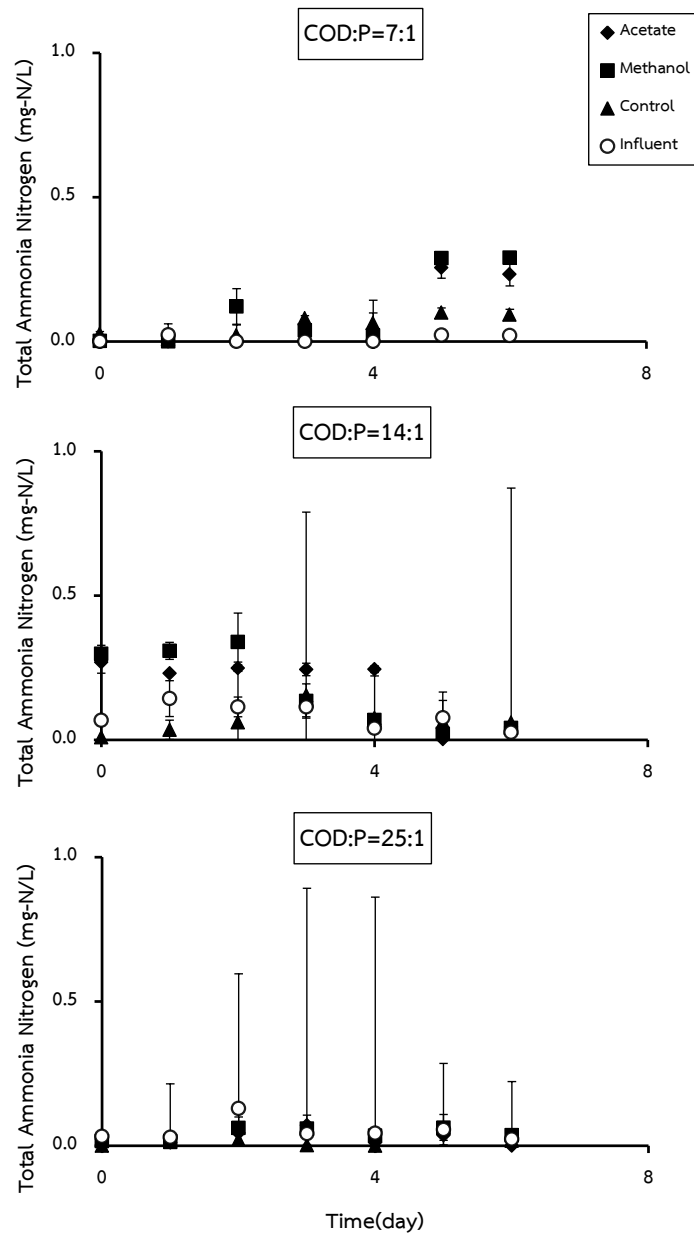 COD:P=7:1
Acetate
Methanol
Control
Influent
Total Ammonia Nitrogen (mg-N/L)
1.0
0.5
0.0
0
4
8
COD:P=14:1
Total Ammonia Nitrogen (mg-N/L)
1.0
0.5
0.0
0
4
8
COD:P=25:1
Total Ammonia Nitrogen (mg-N/L)
1.0
0.5
0.0
0
4
8
Time(day)